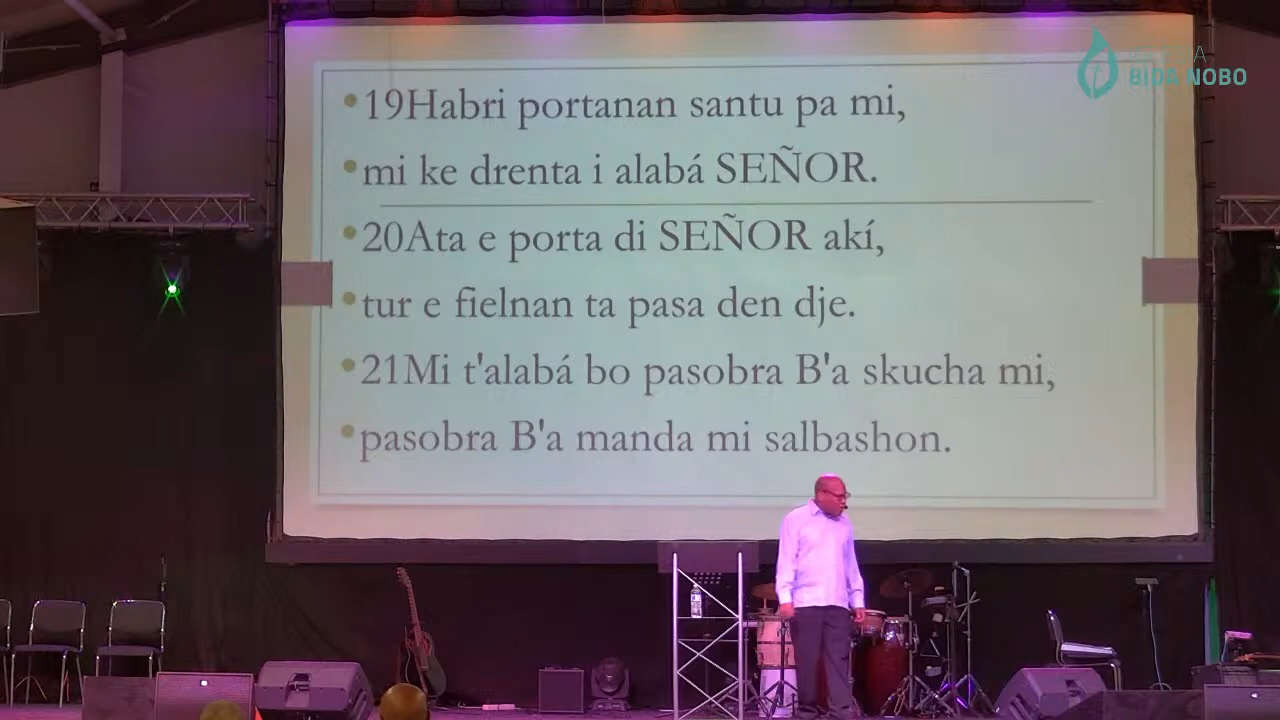 BIDA NOBO
19Habri portanan santu pa mi,
mi ke drenta i alabá SEÑOR.
20Ata e porta di SEÑOR akí,
tur e fielnan ta pasa den dje.
21Mi t'alabá bo pasobra B'a skucha mi,
pasobra B'a manda mi salbashon.